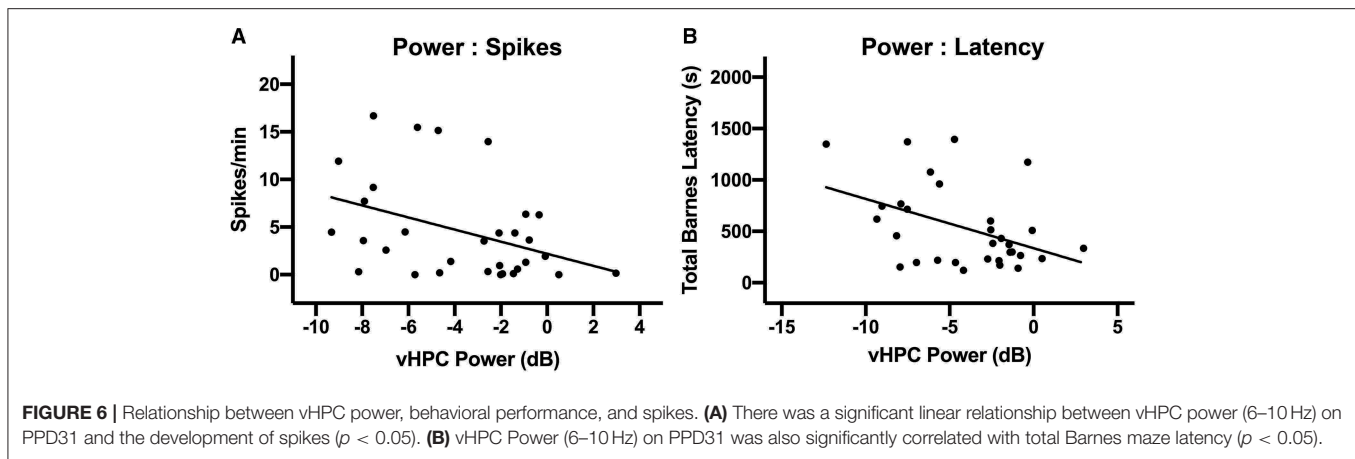 A
Power : Spikes
20
15
10
5
0
Spikes/min
-10 -8 -6 -4 -2 0 2 4
vHPC Power (dB)
B
Power : Latency
2000
1500
1000
500
0
Total Barnes Latency (s)
-15 -10 -5 0 5
vHPC Power (dB)
FIGURE 6 | Relationship between vHPC power, behavioral performance, and spikes. (A) There was a significant linear relationship between vHPC power (6–10 Hz) on
PPD31 and the development of spikes (p < 0.05). (B) vHPC Power (6–10 Hz) on PPD31 was also significantly correlated with total Barnes maze latency (p < 0.05).